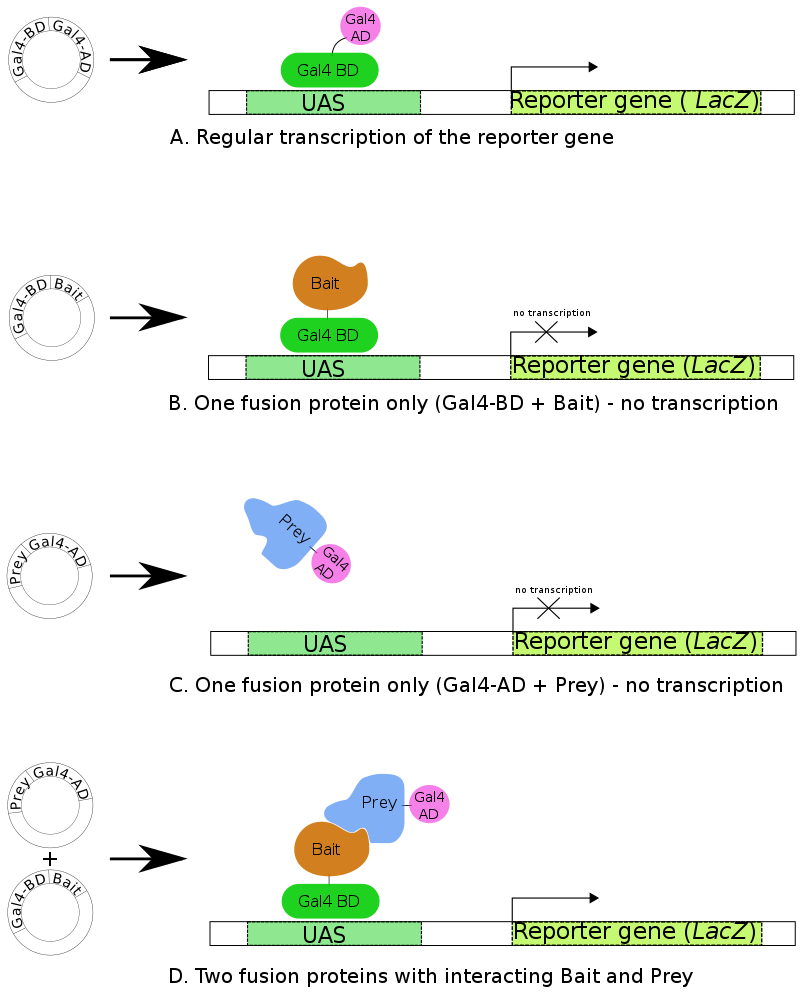 Gal4-BD Gal4-AD
Gal4
AD
Gal4 BD
UAS
Reporter gene ( LacZ)
A. Regular transcription of the reporter gene
Gal4-BD Bait
Bait
Gal4 BD
no transcription
UAS
Reporter gene (LacZ)
B. One fusion protein only (Gal4-BD + Bait) - no transcription
Prey Gal4-AD
Prey
Gal4
AD
no transcription
UAS
Reporter gene (LacZ)
C. One fusion protein only (Gal4-AD + Prey) - no transcription
Prey Gal4-AD
+
Gal4-BD Bait
Prey
Gal4
AD
Bait
Gal4 BD
UAS
Reporter gene (LacZ)
D. Two fusion proteins with interacting Bait and Prey